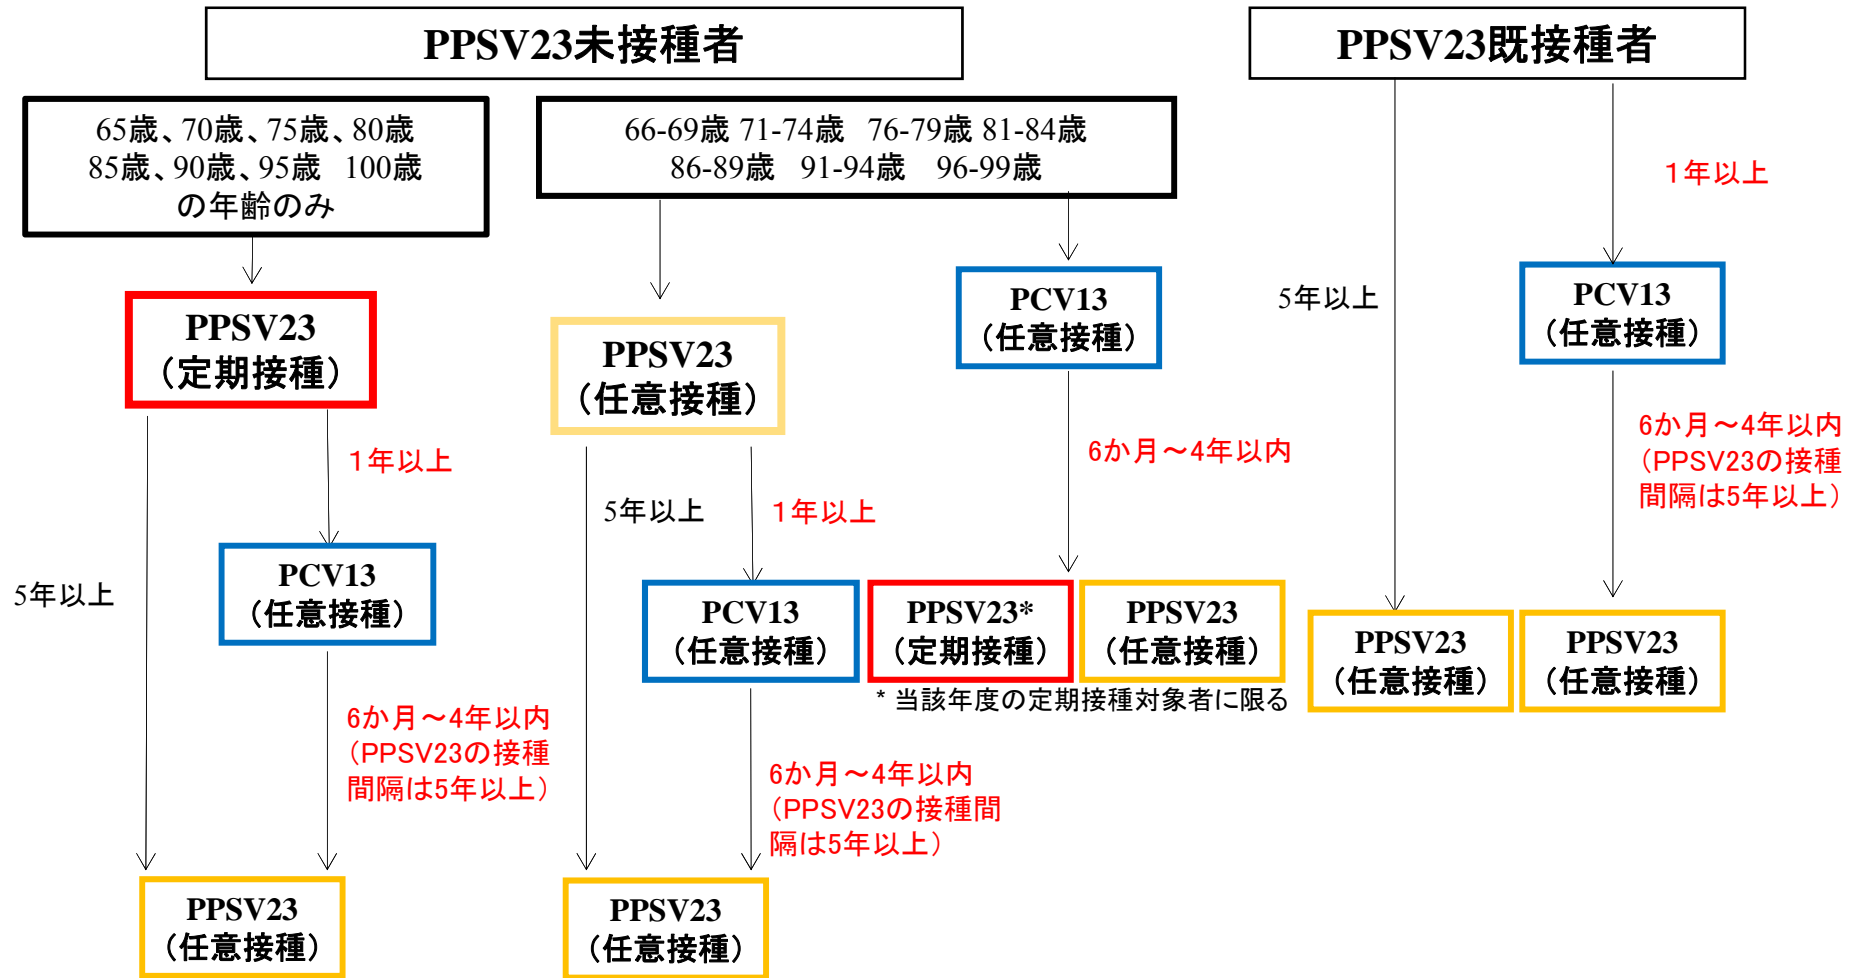 PPSV23未接種者
65歳、70歳、75歳、80歳
85歳、90歳、95歳 100歳
の年齢のみ
PPSV23
（定期接種）
5年以上
１年以上
PCV13
（任意接種）
6か月～4年以内
（PPSV23の接種
間隔は5年以上）
PPSV23
（任意接種）
66-69歳 71-74歳 76-79歳 81-84歳
86-89歳 91-94歳 96-99歳
PPSV23
（任意接種）
5年以上
１年以上
PCV13
（任意接種）
6か月～4年以内
（PPSV23の接種間
隔は5年以上）
PPSV23
（任意接種）
PCV13
（任意接種）
6か月～4年以内
PPSV23*
（定期接種）
PPSV23
（任意接種）
* 当該年度の定期接種対象者に限る
PPSV23既接種者
5年以上
PPSV23
（任意接種）
１年以上
PCV13
（任意接種）
6か月～4年以内
（PPSV23の接種
間隔は5年以上）
PPSV23
（任意接種）